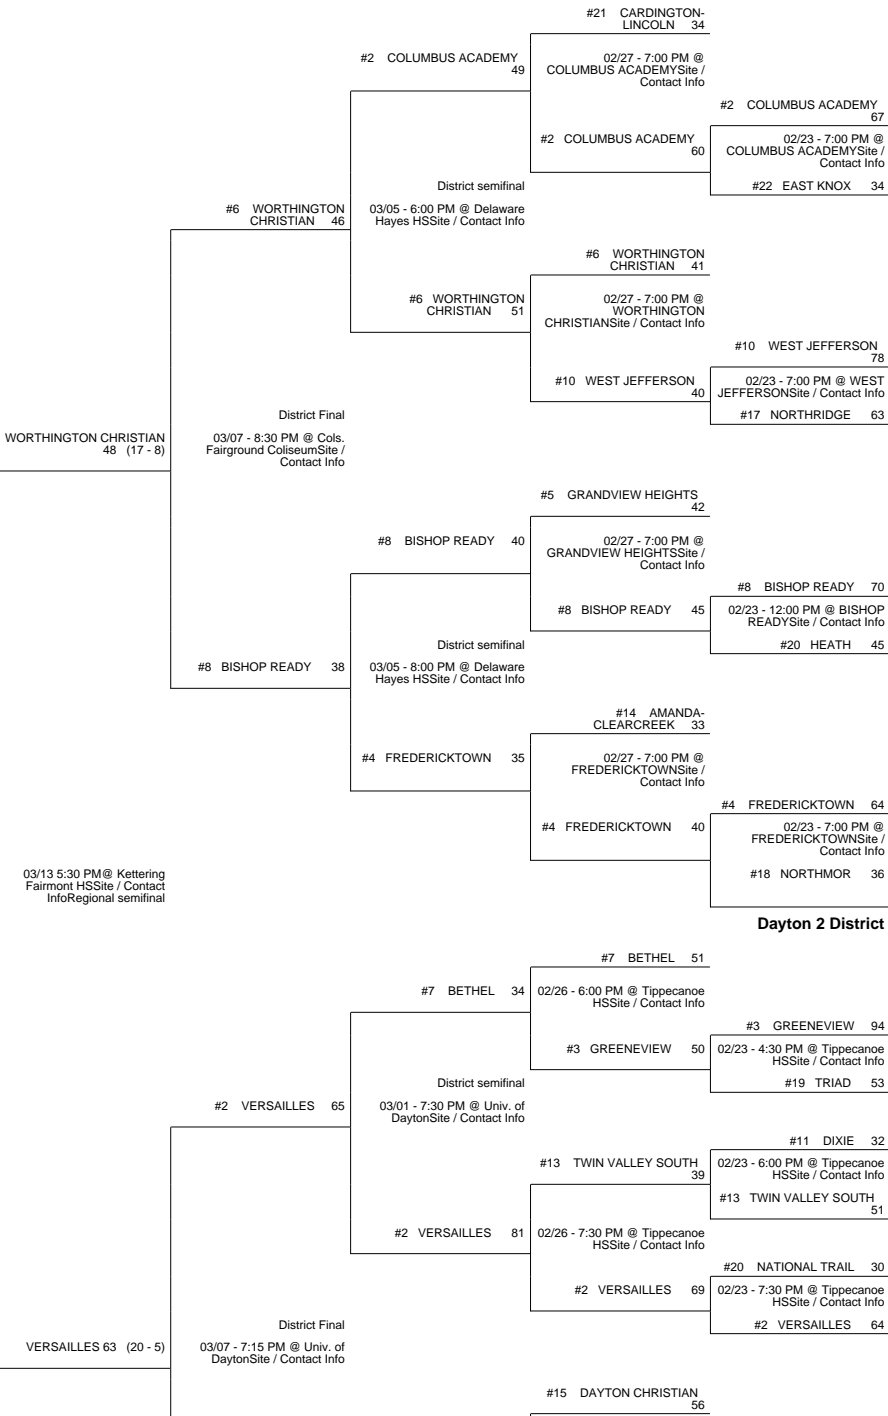 #21 CARDINGTON-
LINCOLN 34
#2 COLUMBUS ACADEMY
49
02/27 - 7:00 PM @
COLUMBUS ACADEMYSite /
Contact Info
#2 COLUMBUS ACADEMY
67
#2 COLUMBUS ACADEMY
60
02/23 - 7:00 PM @
COLUMBUS ACADEMYSite /
Contact Info
District semifinal
#22 EAST KNOX 34
#6 WORTHINGTON
CHRISTIAN 46
03/05 - 6:00 PM @ Delaware
Hayes HSSite / Contact Info
#6 WORTHINGTON
CHRISTIAN 41
#6 WORTHINGTON
CHRISTIAN 51
02/27 - 7:00 PM @
WORTHINGTON
CHRISTIANSite / Contact Info
#10 WEST JEFFERSON
78
#10 WEST JEFFERSON
40
02/23 - 7:00 PM @ WEST
JEFFERSONSite / Contact Info
District Final
#17 NORTHRIDGE 63
WORTHINGTON CHRISTIAN
48 (17 - 8)
03/07 - 8:30 PM @ Cols.
Fairground ColiseumSite /
Contact Info
#5 GRANDVIEW HEIGHTS
42
#8 BISHOP READY 40
02/27 - 7:00 PM @
GRANDVIEW HEIGHTSSite /
Contact Info
#8 BISHOP READY 70
#8 BISHOP READY 45
02/23 - 12:00 PM @ BISHOP
READYSite / Contact Info
District semifinal
#20 HEATH 45
#8 BISHOP READY 38
03/05 - 8:00 PM @ Delaware
Hayes HSSite / Contact Info
#14 AMANDA-
CLEARCREEK 33
#4 FREDERICKTOWN 35
02/27 - 7:00 PM @
FREDERICKTOWNSite /
Contact Info
#4 FREDERICKTOWN 64
#4 FREDERICKTOWN 40
02/23 - 7:00 PM @
FREDERICKTOWNSite /
Contact Info
03/13 5:30 PM@ Kettering
Fairmont HSSite / Contact
InfoRegional semifinal
#18 NORTHMOR 36
Dayton 2 District
#7 BETHEL 51
#7 BETHEL 34
02/26 - 6:00 PM @ Tippecanoe
HSSite / Contact Info
#3 GREENEVIEW 94
#3 GREENEVIEW 50
02/23 - 4:30 PM @ Tippecanoe
HSSite / Contact Info
District semifinal
#19 TRIAD 53
#2 VERSAILLES 65
03/01 - 7:30 PM @ Univ. of
DaytonSite / Contact Info
#11 DIXIE 32
#13 TWIN VALLEY SOUTH
39
02/23 - 6:00 PM @ Tippecanoe
HSSite / Contact Info
#13 TWIN VALLEY SOUTH
51
#2 VERSAILLES 81
02/26 - 7:30 PM @ Tippecanoe
HSSite / Contact Info
#20 NATIONAL TRAIL 30
#2 VERSAILLES 69
02/23 - 7:30 PM @ Tippecanoe
HSSite / Contact Info
District Final
#2 VERSAILLES 64
VERSAILLES 63 (20 - 5)
03/07 - 7:15 PM @ Univ. of
DaytonSite / Contact Info
#15 DAYTON CHRISTIAN
56